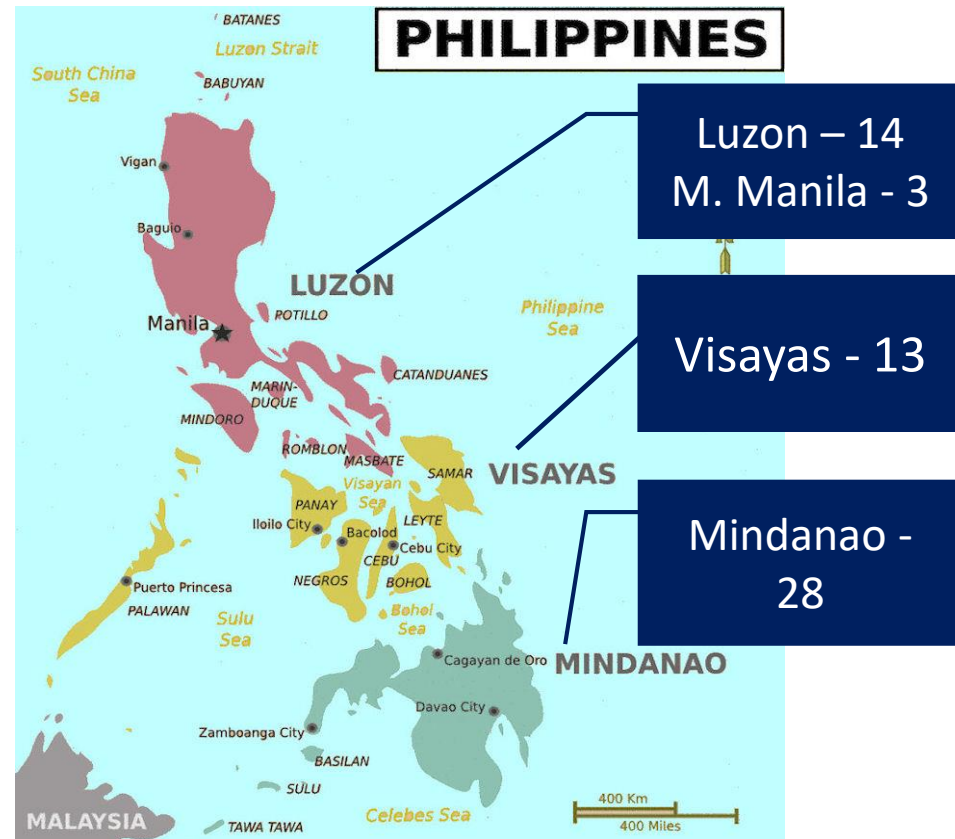 BATANES
PHILIPPINES
Luzon Strait
South China
Sea
BABUYAN
Luzon – 14
M. Manila - 3
Vigan
Baguio
LUZON
Philippine
Sea
POTILLO
Manila
Visayas - 13
CATANDUANES
MARIN-
DUQUE
MINDORO
ROMBLON
MASBATE
SAMAR
VISAYAS
Visayan
Sea
PANAY
Iloilo City
LEYTE
Bacolod
Cebu City
CEBU
Mindanao -
28
NEGROS
BOHOL
Puerto Princesa
PALAWAN
Sulu
Sea
Bohol
Sea
Cagayan de Oro
MINDANAO
Davao City
Zamboanga City
BASILAN
SULU
400 Km
400 Miles
Celebes Sea
MALAYSIA
TAWA TAWA